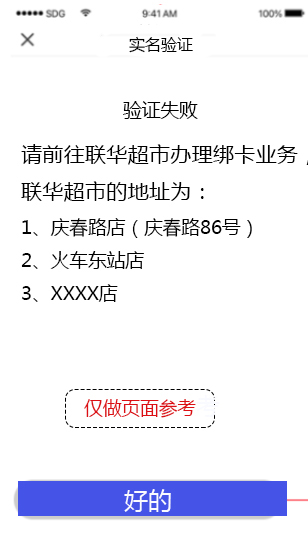 SDG 9:41 AM 100%
实名验证
验证失败
请前往联华超市办理绑卡业务，
联华超市的地址为：
1、庆春路店（庆春路86号）
2、火车东站店
3、XXXX店
仅做页面参考
好的